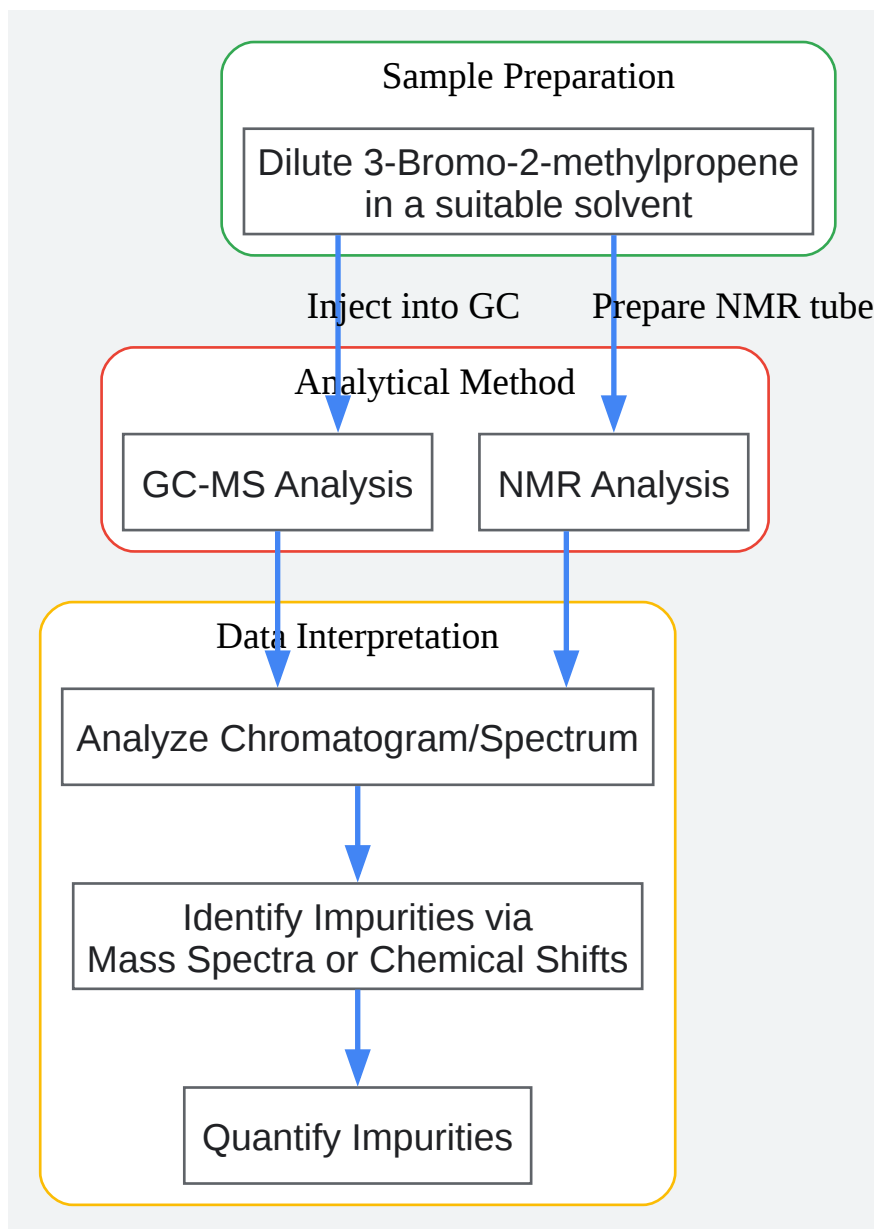 Sample Preparation
Dilute 3-Bromo-2-methylpropene
in a suitable solvent
Inject into GC
Prepare NMR tube
Analytical Method
GC-MS Analysis
NMR Analysis
Data Interpretation
Analyze Chromatogram/Spectrum
Identify Impurities via
Mass Spectra or Chemical Shifts
Quantify Impurities